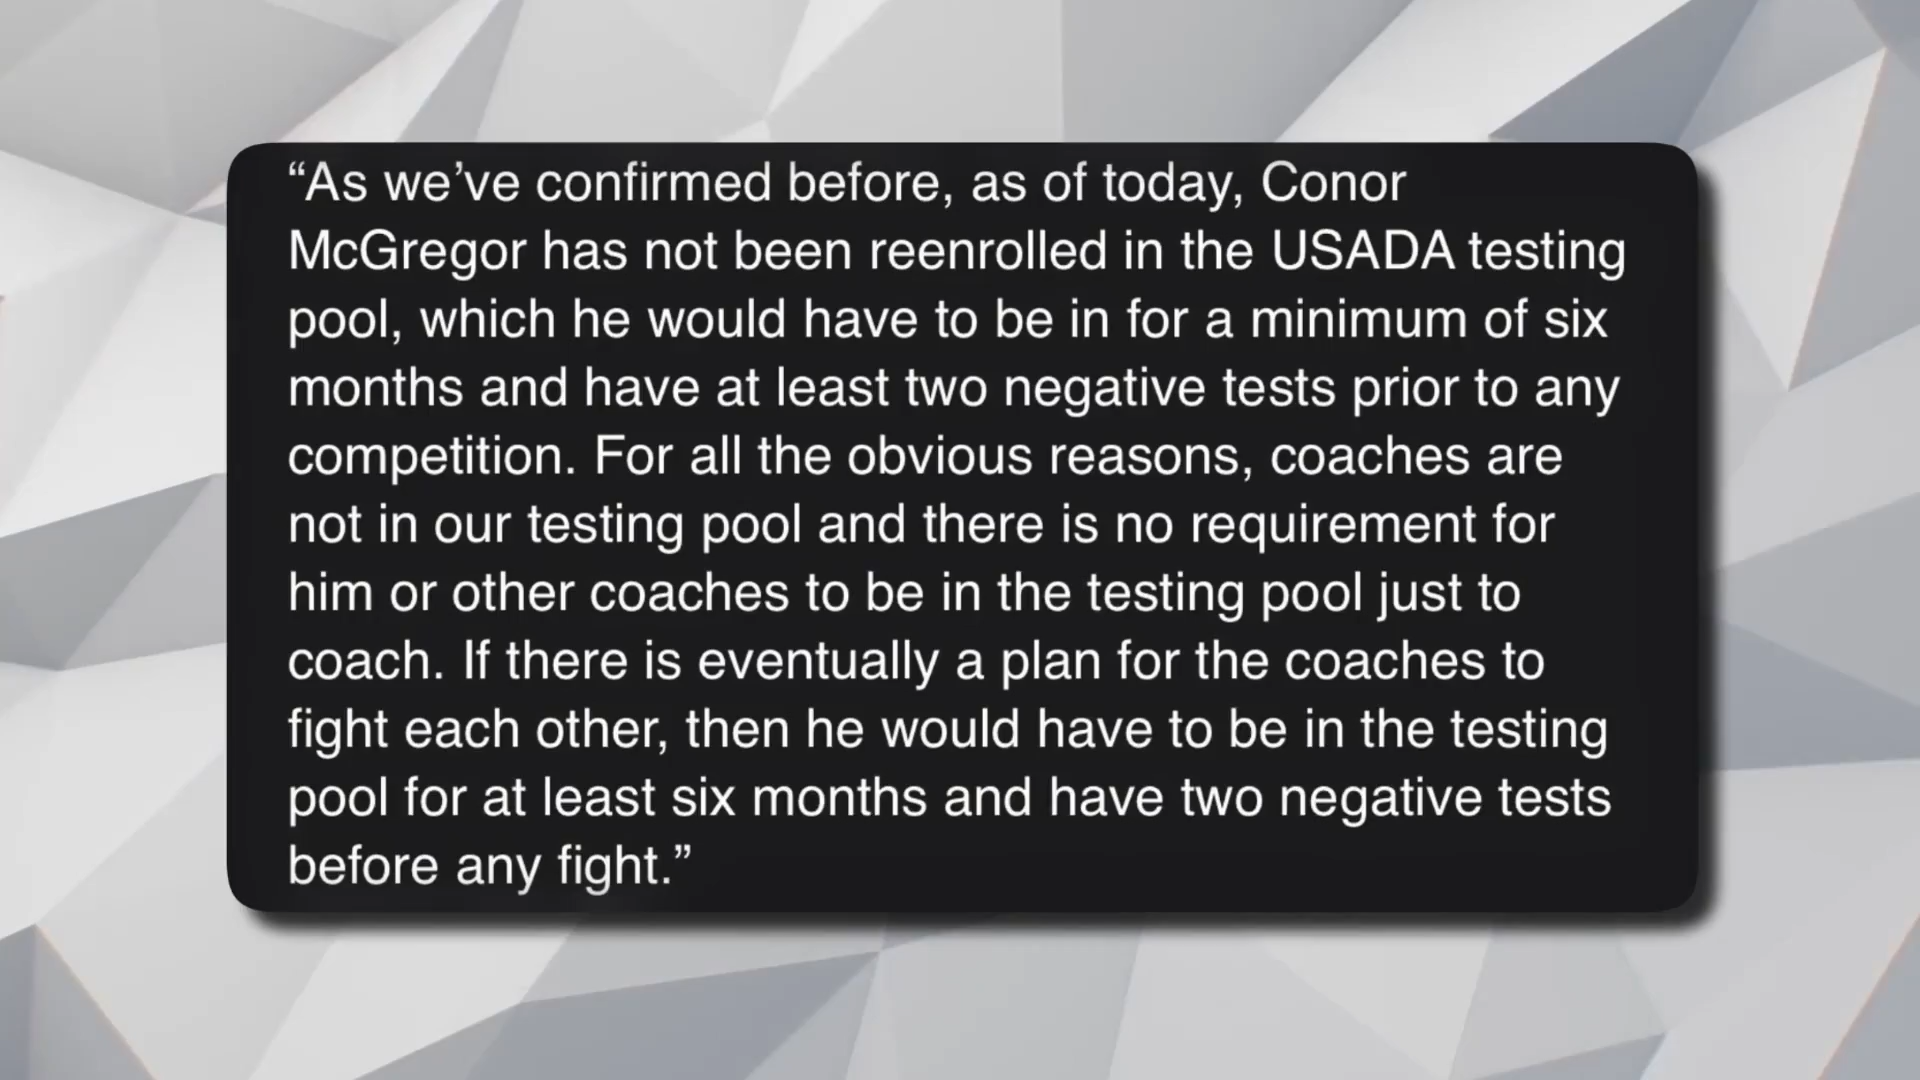 “As we’ve confirmed before, as of today, Conor
McGregor has not been reenrolled in the USADA testing
pool, which he would have to be in for a minimum of six
months and have at least two negative tests prior to any
competition. For all the obvious reasons, coaches are
not in our testing pool and there is no requirement for
him or other coaches to be in the testing pool just to
coach. If there is eventually a plan for the coaches to
fight each other, then he would have to be in the testing
pool for at least six months and have two negative tests
before any fight.”